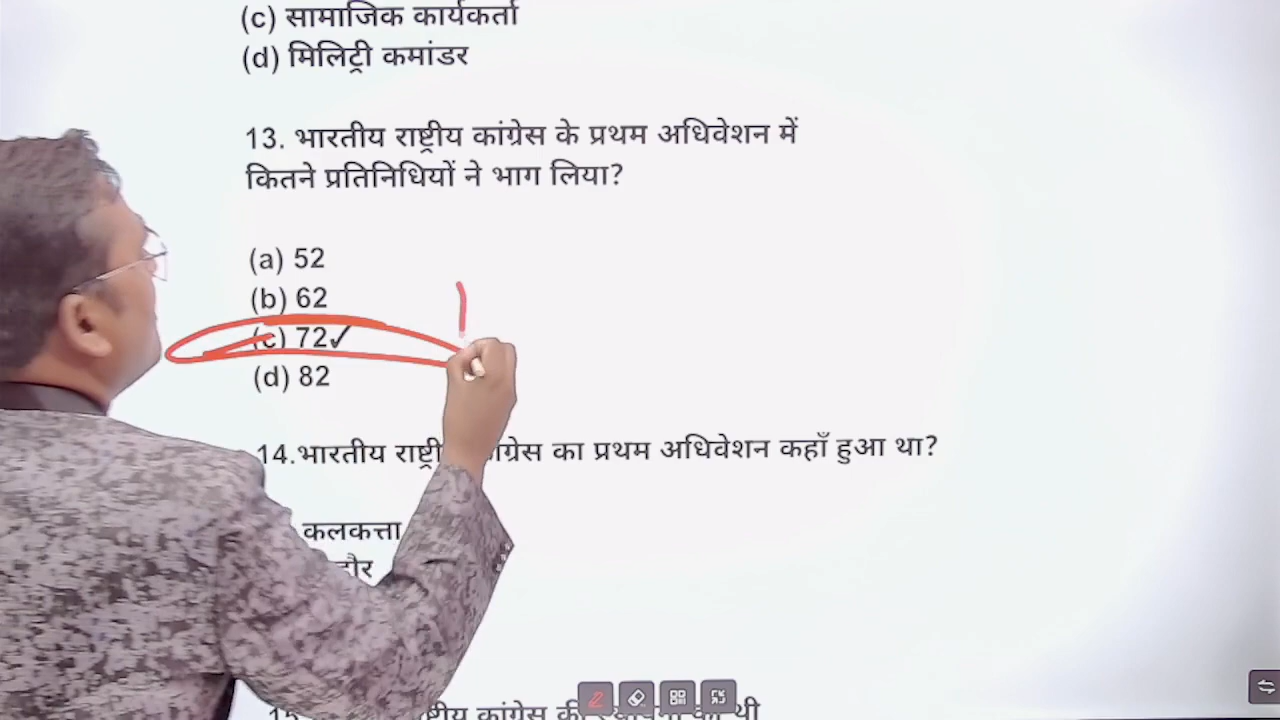 (c) सामाजिक कार्यकर्ता
(d) मिलिट्री कमांडर
13. भारतीय राष्ट्रीय कांग्रेस के प्रथम अधिवेशन में
कितने प्रतिनिधियों ने भाग लिया?
(a) 52
(b) 62
(c) 72✓
(d) 82
14.भारतीय का प्रथम अधिवेशन कहाँ हुआ था?
कलकत्ता
कांग्रेस की थी